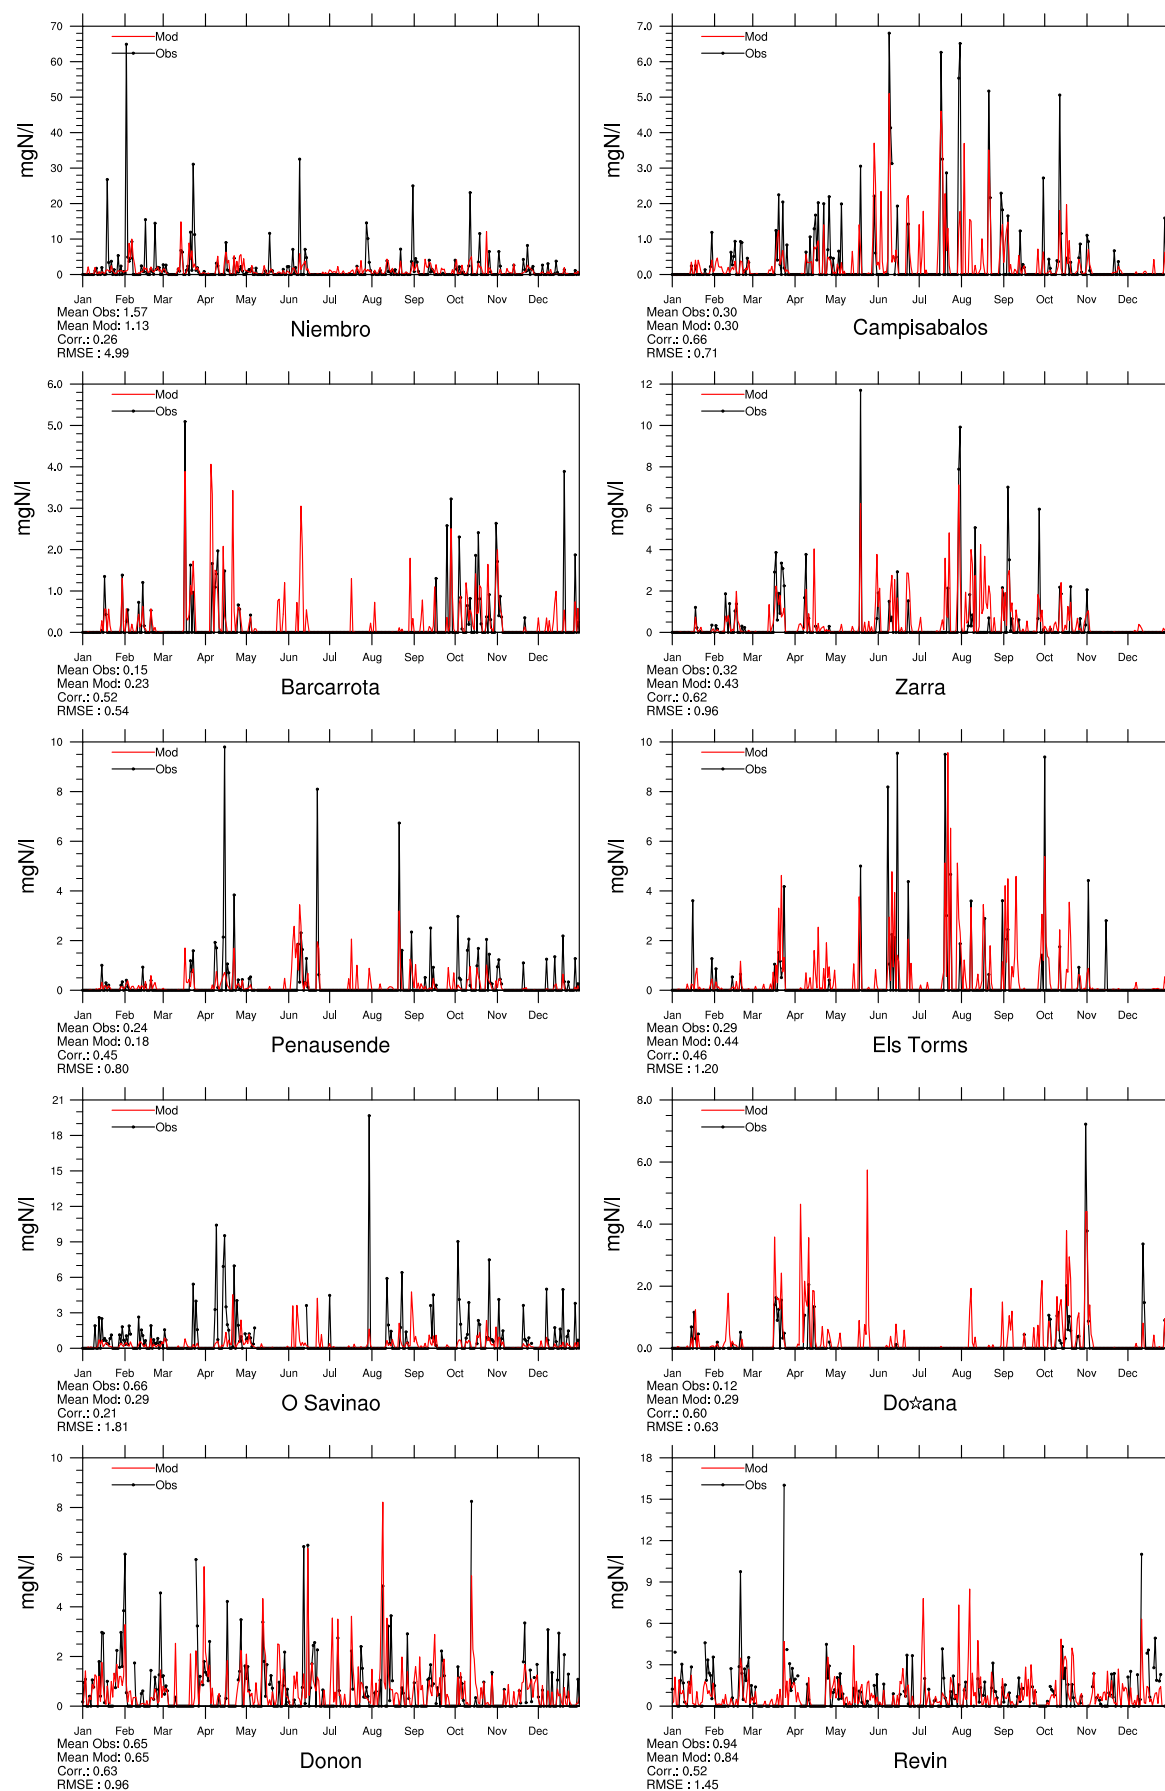 70
60
50
40
30
20
10
0
mgN/l
Mod
Obs
Jan Feb Mar Apr May Jun Jul Aug Sep Oct Nov Dec
Mean Obs: 1.57
Mean Mod: 1.13
Corr.: 0.26
RMSE : 4.99
Niembro
7.0
6.0
5.0
4.0
3.0
2.0
1.0
0.0
mgN/l
Mod
Obs
Jan Feb Mar Apr May Jun Jul Aug Sep Oct Nov Dec
Mean Obs: 0.30
Mean Mod: 0.30
Corr.: 0.66
RMSE : 0.71
Campisabalos
6.0
5.0
4.0
3.0
2.0
1.0
0.0
mgN/l
Mod
Obs
Jan Feb Mar Apr May Jun Jul Aug Sep Oct Nov Dec
Mean Obs: 0.15
Mean Mod: 0.23
Corr.: 0.52
RMSE : 0.54
Barcarrota
12
10
8
6
4
2
0
mgN/l
Mod
Obs
Jan Feb Mar Apr May Jun Jul Aug Sep Oct Nov Dec
Mean Obs: 0.32
Mean Mod: 0.43
Corr.: 0.62
RMSE : 0.96
Zarra
10
8
6
4
2
0
mgN/l
Mod
Obs
Jan Feb Mar Apr May Jun Jul Aug Sep Oct Nov Dec
Mean Obs: 0.24
Mean Mod: 0.18
Corr.: 0.45
RMSE : 0.80
Penausende
10
8
6
4
2
0
mgN/l
Mod
Obs
Jan Feb Mar Apr May Jun Jul Aug Sep Oct Nov Dec
Mean Obs: 0.29
Mean Mod: 0.44
Corr.: 0.46
RMSE : 1.20
Els Torms
21
18
15
12
9
6
3
0
mgN/l
Mod
Obs
Jan Feb Mar Apr May Jun Jul Aug Sep Oct Nov Dec
Mean Obs: 0.66
Mean Mod: 0.29
Corr.: 0.21
RMSE : 1.81
O Savinao
8.0
6.0
4.0
2.0
0.0
mgN/l
Mod
Obs
Jan Feb Mar Apr May Jun Jul Aug Sep Oct Nov Dec
Mean Obs: 0.12
Mean Mod: 0.29
Corr.: 0.60
RMSE : 0.63
Do☆ana
10
8
6
4
2
0
mgN/l
Mod
Obs
Jan Feb Mar Apr May Jun Jul Aug Sep Oct Nov Dec
Mean Obs: 0.65
Mean Mod: 0.65
Corr.: 0.63
RMSE : 0.96
Donon
18
15
12
9
6
3
0
mgN/l
Mod
Obs
Jan Feb Mar Apr May Jun Jul Aug Sep Oct Nov Dec
Mean Obs: 0.94
Mean Mod: 0.84
Corr.: 0.52
RMSE : 1.45
Revin